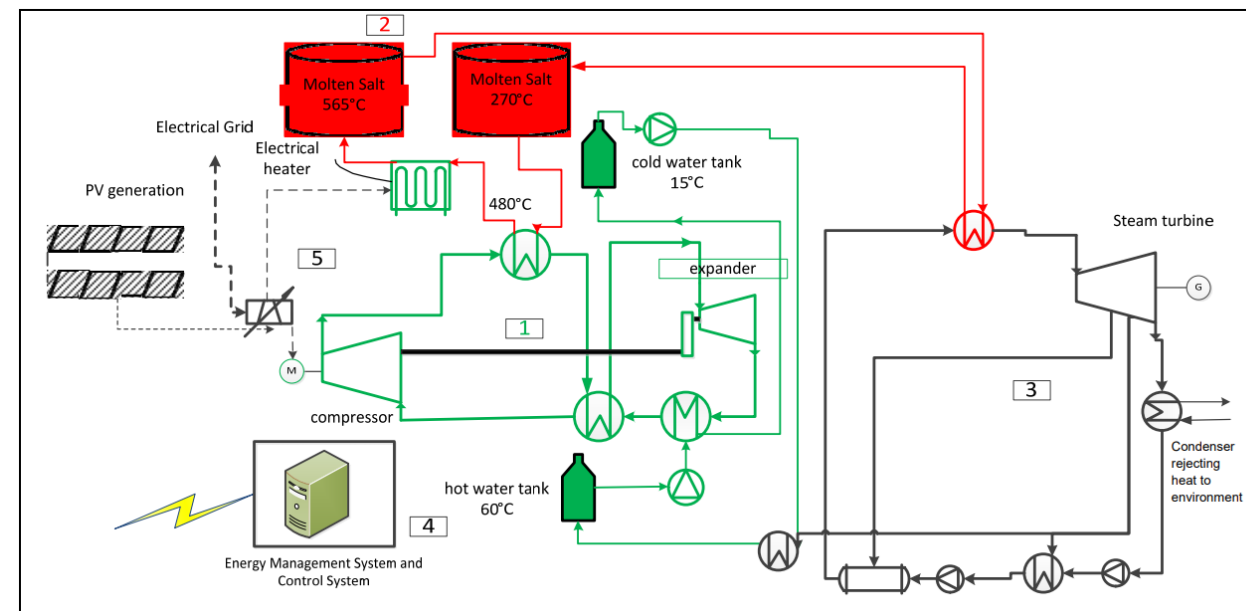 2
Molten Salt
565°C
Molten Salt
270°C
Electrical Grid
Electrical
heater
cold water tank
15°C
PV generation
480°C
Steam turbine
5
expander
G
1
M
compressor
3
Condenser
rejecting
heat to
environment
hot water tank
60°C
4
Energy Management System and
Control System